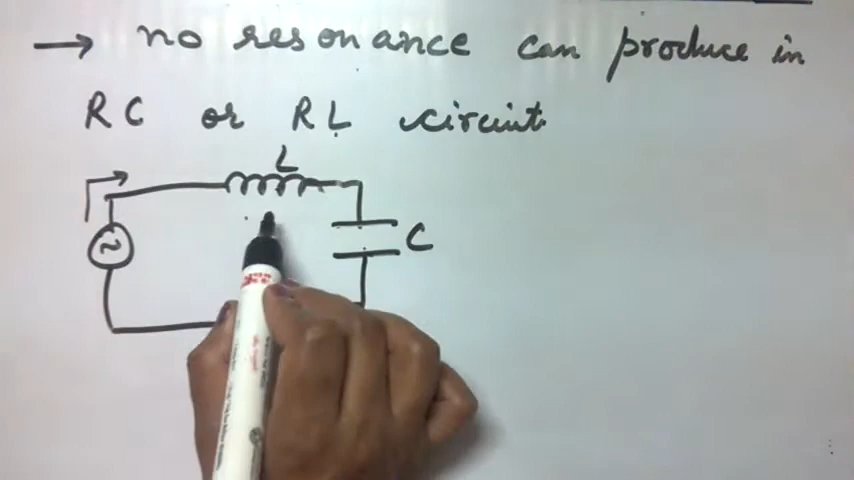 → no resonance can produce in
RC or RL circuit.
L
~
C